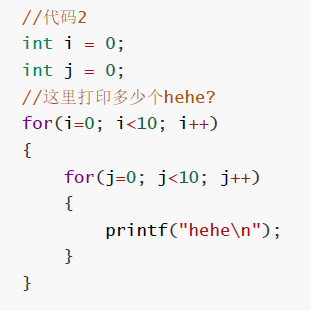 //代码2
int i = 0;
int j = 0;
//这里打印多少个hehe?
for(i=0; i<10; i++)
{
    for(j=0; j<10; j++)
    {
        printf("hehe\n");
    }
}